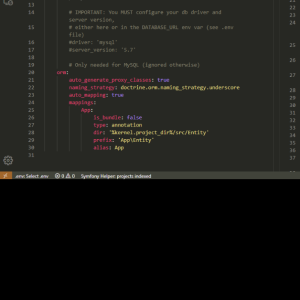 13
14 # IMPORTANT: You MUST configure your db driver and
server version,
15 # either here or in the DATABASE_URL env var (see .env
file)
16 #driver: 'mysql'
17 #server_version: '5.7'
18
19 # Only needed for MySQL (ignored otherwise)
20 orm:
21 auto_generate_proxy_classes: true
22 naming_strategy: doctrine.orm.naming_strategy.underscore
23 auto_mapping: true
24 mappings:
25 App:
26 is_bundle: false
27 type: annotation
28 dir: '%kernel.project_dir%/src/Entity'
29 prefix: 'App\Entity'
30 alias: App
31
.env: Select .env 0 0 Symfony Helper: projects indexed